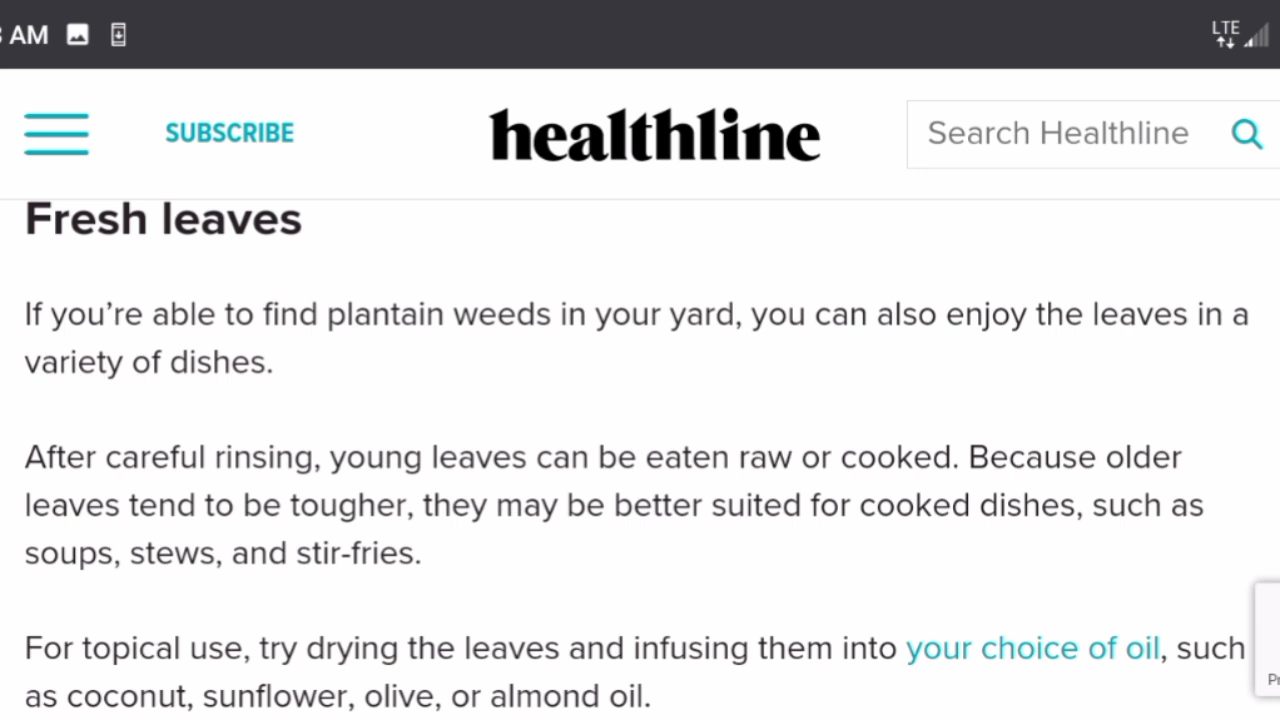 AM
LTE
SUBSCRIBE
healthline
Search Healthline
Fresh leaves
If you’re able to find plantain weeds in your yard, you can also enjoy the leaves in a
variety of dishes.
After careful rinsing, young leaves can be eaten raw or cooked. Because older
leaves tend to be tougher, they may be better suited for cooked dishes, such as
soups, stews, and stir-fries.
For topical use, try drying the leaves and infusing them into your choice of oil, such
as coconut, sunflower, olive, or almond oil.